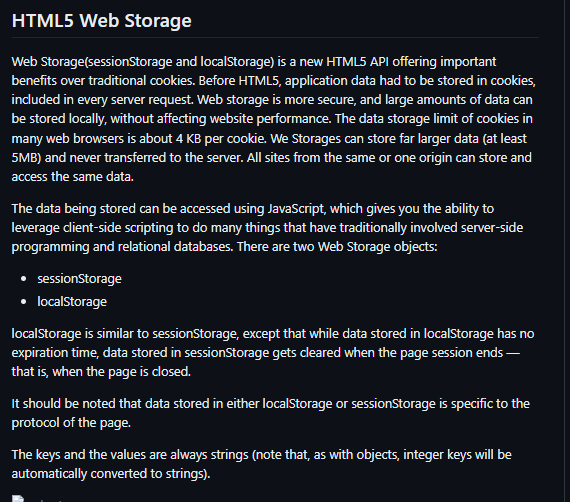 HTML5 Web Storage
Web Storage(sessionStorage and localStorage) is a new HTML5 API offering important
benefits over traditional cookies. Before HTML5, application data had to be stored in cookies,
included in every server request. Web storage is more secure, and large amounts of data can
be stored locally, without affecting website performance. The data storage limit of cookies in
many web browsers is about 4 KB per cookie. We Storages can store far larger data (at least
5MB) and never transferred to the server. All sites from the same or one origin can store and
access the same data.
The data being stored can be accessed using JavaScript, which gives you the ability to
leverage client-side scripting to do many things that have traditionally involved server-side
programming and relational databases. There are two Web Storage objects:
• sessionStorage
• localStorage
localStorage is similar to sessionStorage, except that while data stored in localStorage has no
expiration time, data stored in sessionStorage gets cleared when the page session ends —
that is, when the page is closed.
It should be noted that data stored in either localStorage or sessionStorage is specific to the
protocol of the page.
The keys and the values are always strings (note that, as with objects, integer keys will be
automatically converted to strings).